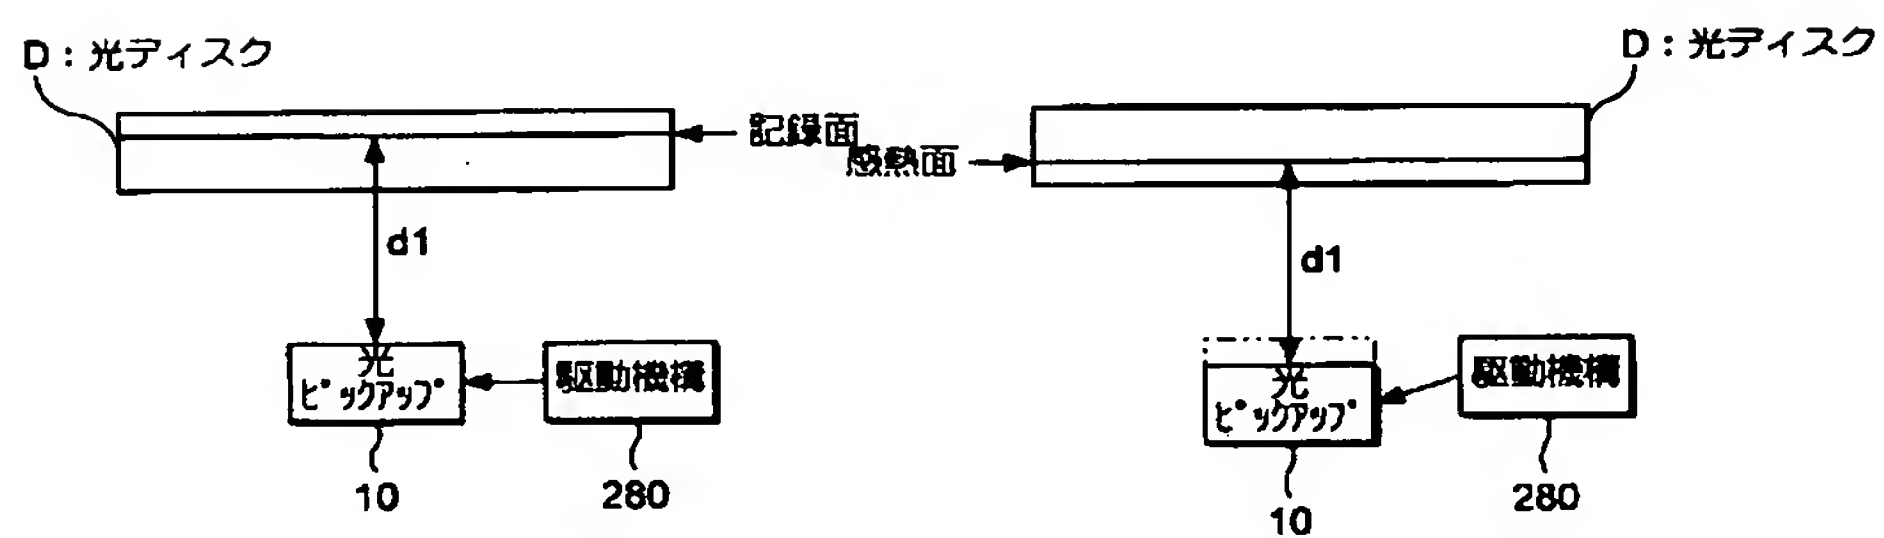 D：光ディスク
記録面
d1
光
ピックアップ
駆動機構
10
280
D：光ディスク
感熱面
d1
光
ピックアップ
駆動機構
10
280